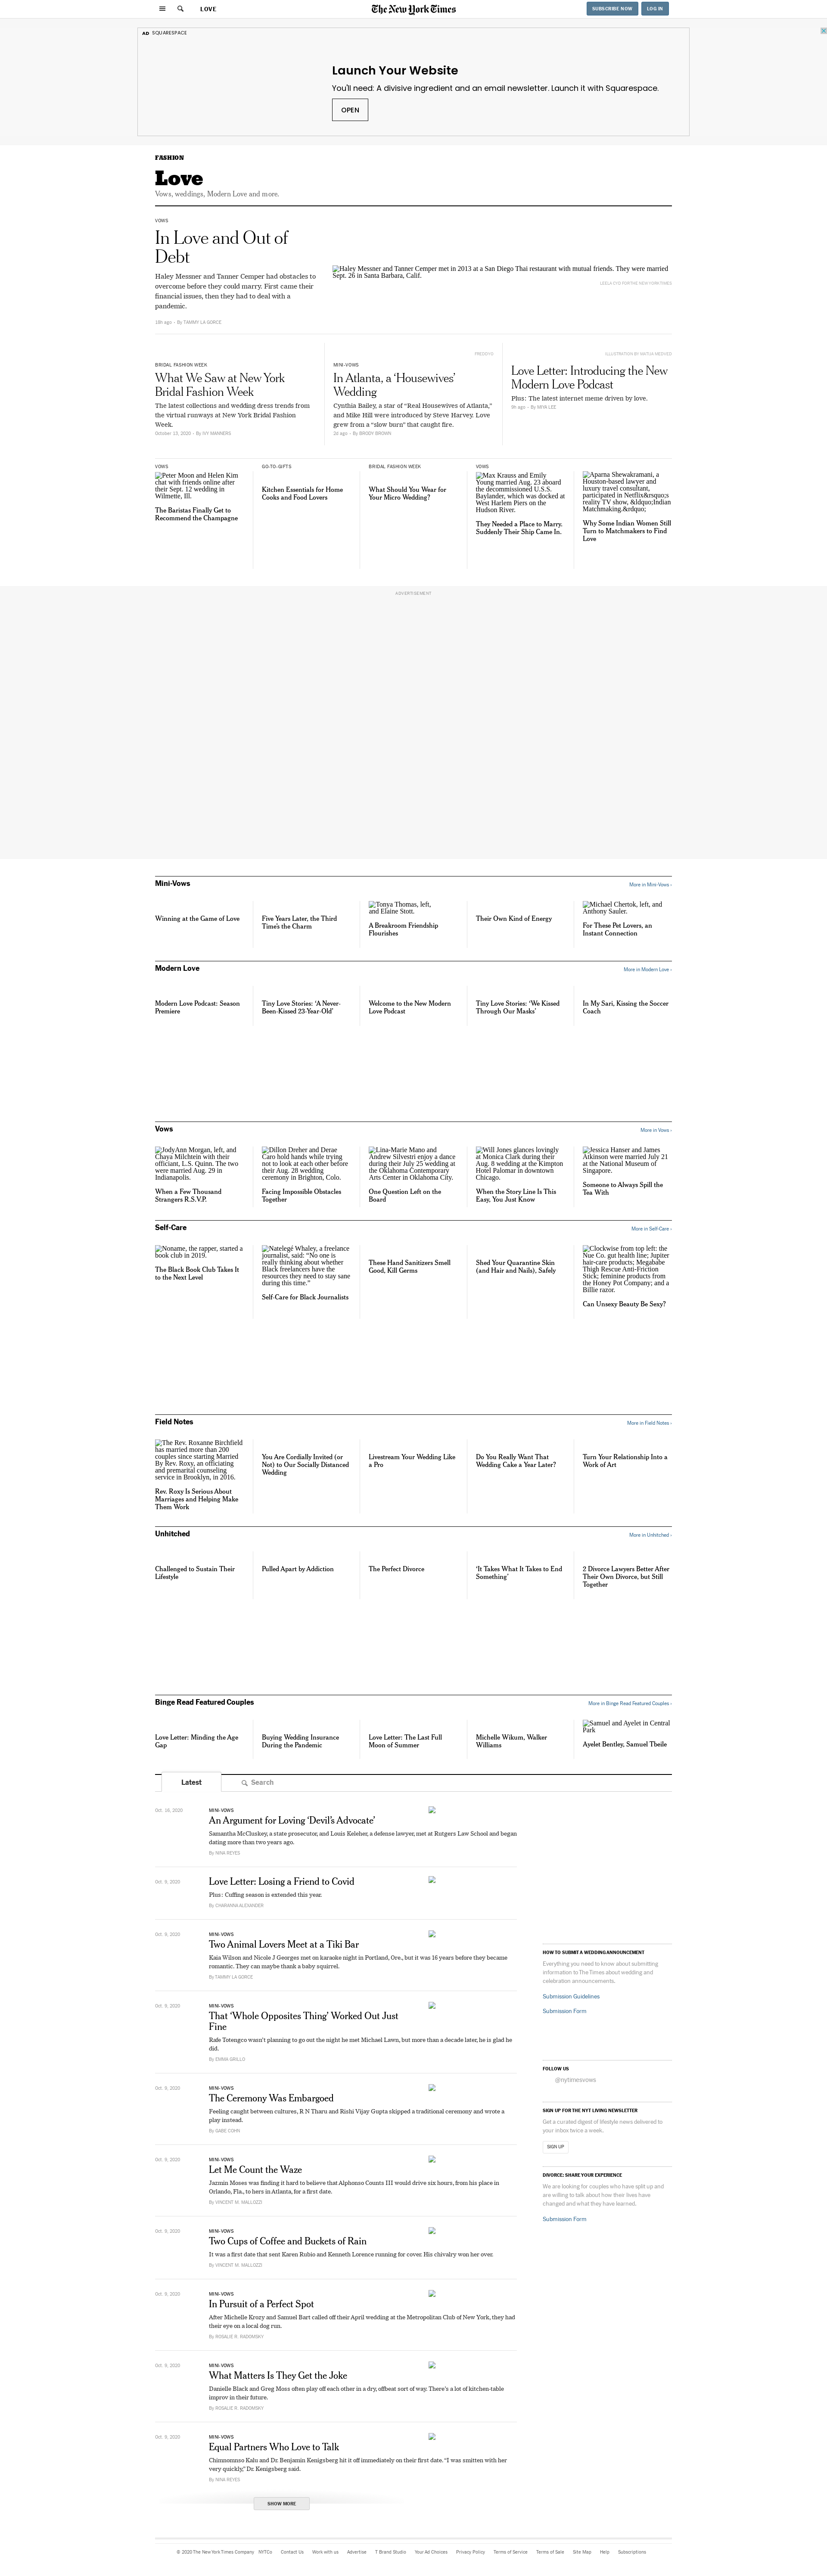 LOVE
The New York Times
SUBSCRIBE NOW
LOG IN
AD SQUARESPACE
Launch Your Website
You'll need: A divisive ingredient and an email newsletter. Launch it with Squarespace.
OPEN
FASHION
Love
Vows, weddings, Modern Love and more.
VOWS
In Love and Out of
Debt
Haley Messner and Tanner Cemper had obstacles to
overcome before they could marry. First came their
financial issues, then they had to deal with a
pandemic.
18h ago – By TAMMY LA GORCE
Haley Messner and Tanner Cemper met in 2013 at a San Diego Thai restaurant with mutual friends. They were married
Sept. 26 in Santa Barbara, Calif.
LEELA CYD FOR THE NEW YORK TIMES
BRIDAL FASHION WEEK
What We Saw at New York
Bridal Fashion Week
The latest collections and wedding dress trends from
the virtual runways at New York Bridal Fashion
Week.
October 13, 2020 – By IVY MANNERS
MINI-VOWS
In Atlanta, a ‘Housewives’
Wedding
Cynthia Bailey, a star of “Real Housewives of Atlanta,”
and Mike Hill were introduced by Steve Harvey. Love
grew from a “slow burn” that caught fire.
2d ago – By BRODY BROWN
ILLUSTRATION BY NATHJA MEDVED
Love Letter: Introducing the New
Modern Love Podcast
Plus: The latest internet meme driven by love.
9h ago – By MIYA LEE
VOWS
Peter Moon and Helen Kim
chat with friends online after
their Sept. 12 wedding in
Wilmette, Ill.
The Baristas Finally Get to
Recommend the Champagne
GO-TO-GIFTS
Kitchen Essentials for Home
Cooks and Food Lovers
BRIDAL FASHION WEEK
What Should You Wear for
Your Micro Wedding?
VOWS
Max Krauss and Emily
Young married Aug. 23 aboard
the decommissioned U.S.S.
Baylander, which was docked at
West Harlem Piers on the
Hudson River.
They Needed a Place to Marry.
Suddenly Their Ship Came In.
Aparna Shewakramani, a
Houston-based lawyer and
luxury travel consultant,
participated in Netflix&rsquo;s
reality TV show, &ldquo;Indian
Matchmaking.&rdquo;
Why Some Indian Women Still
Turn to Matchmakers to Find
Love
ADVERTISEMENT
Mini-Vows
More in Mini-Vows ›
Winning at the Game of Love
Five Years Later, the Third
Time’s the Charm
Tonya Thomas, left,
and Elaine Stott.
A Breakroom Friendship
Flourishes
Their Own Kind of Energy
Michael Chertok, left, and
Anthony Sauler.
For These Pet Lovers, an
Instant Connection
Modern Love
More in Modern Love ›
Modern Love Podcast: Season
Premiere
Tiny Love Stories: ‘A Never-
Been-Kissed 23-Year-Old’
Welcome to the New Modern
Love Podcast
Tiny Love Stories: ‘We Kissed
Through Our Masks’
In My Sari, Kissing the Soccer
Coach
Vows
More in Vows ›
JodyAnn Morgan, left, and
Chaya Milchtein with their
officiant, L.S. Quinn. The two
were married Aug. 29 in
Indianapolis.
When a Few Thousand
Strangers R.S.V.P.
Dillon Dreher and Derae
Caro hold hands while trying
not to look at each other before
their Aug. 28 wedding
ceremony in Brighton, Colo.
Facing Impossible Obstacles
Together
Lina-Marie Mano and
Andrew Silvestri enjoy a dance
during their July 25 wedding at
the Oklahoma Contemporary
Arts Center in Oklahoma City.
One Question Left on the
Board
Will Jones glances lovingly
at Monica Clark during their
Aug. 8 wedding at the Kimpton
Hotel Palomar in downtown
Chicago.
When the Story Line Is This
Easy, You Just Know
Jessica Hanser and James
Atkinson were married July 21
at the National Museum of
Singapore.
Someone to Always Spill the
Tea With
Self-Care
More in Self-Care ›
Noname, the rapper, started a
book club in 2019.
The Black Book Club Takes It
to the Next Level
Natelegé Whaley, a freelance
journalist, said: “No one is
really thinking about whether
Black freelancers have the
resources they need to stay sane
during this time.”
Self-Care for Black Journalists
These Hand Sanitizers Smell
Good, Kill Germs
Shed Your Quarantine Skin
(and Hair and Nails), Safely
Clockwise from top left: the
Nue Co. gut health line; Jupiter
hair-care products; Megababe
Thigh Rescue Anti-Friction
Stick; feminine products from
the Honey Pot Company; and a
Billie razor.
Can Unsexy Beauty Be Sexy?
Field Notes
More in Field Notes ›
The Rev. Roxanne Birchfield
has married more than 200
couples since starting Married
By Rev. Roxy, an officiating
and premarital counseling
service in Brooklyn, in 2016.
Rev. Roxy Is Serious About
Marriages and Helping Make
Them Work
You Are Cordially Invited (or
Not) to Our Socially Distanced
Wedding
Livestream Your Wedding Like
a Pro
Do You Really Want That
Wedding Cake a Year Later?
Turn Your Relationship Into a
Work of Art
Unhitched
More in Unhitched ›
Challenged to Sustain Their
Lifestyle
Pulled Apart by Addiction
The Perfect Divorce
‘It Takes What It Takes to End
Something’
2 Divorce Lawyers Better After
Their Own Divorce, but Still
Together
Binge Read Featured Couples
More in Binge Read Featured Couples ›
Love Letter: Minding the Age
Gap
Buying Wedding Insurance
During the Pandemic
Love Letter: The Last Full
Moon of Summer
Michelle Wikum, Walker
Williams
Samuel and Ayelet in Central
Park
Ayelet Bentley, Samuel Theile
Latest
Search
Oct. 16, 2020
MINI-VOWS
An Argument for Loving ‘Devil’s Advocate’
Samantha McCluskey, a state prosecutor, and Louis Keleher, a defense lawyer, met at Rutgers Law School and began
dating more than two years ago.
By NINA REYES
Oct. 9, 2020
Love Letter: Losing a Friend to Covid
Plus: Cuffing season is extended this year.
By CHARANNA ALEXANDER
Oct. 9, 2020
MINI-VOWS
Two Animal Lovers Meet at a Tiki Bar
Kaia Wilson and Nicole J Georges met on karaoke night in Portland, Ore., but it was 16 years before they became
romantic. They can maybe thank a baby squirrel.
By TAMMY LA GORCE
Oct. 9, 2020
MINI-VOWS
That ‘Whole Opposites Thing’ Worked Out Just
Fine
Rafe Totengco wasn’t planning to go out the night he met Michael Lawn, but more than a decade later, he is glad he
did.
By EMMA GRILLO
Oct. 9, 2020
MINI-VOWS
The Ceremony Was Embargoed
Feeling caught between cultures, R N Tharu and Rishi Vijay Gupta skipped a traditional ceremony and wrote a
play instead.
By GABE COHN
Oct. 9, 2020
MINI-VOWS
Let Me Count the Waze
Jazmin Moses was finding it hard to believe that Alphonso Counts III would drive six hours, from his place in
Orlando, Fla., to hers in Atlanta, for a first date.
By VINCENT M. MALLOZZI
Oct. 9, 2020
MINI-VOWS
Two Cups of Coffee and Buckets of Rain
It was a first date that sent Karen Rubio and Kenneth Lorence running for cover. His chivalry won her over.
By VINCENT M. MALLOZZI
Oct. 9, 2020
MINI-VOWS
In Pursuit of a Perfect Spot
After Michelle Krozy and Samuel Bart called off their April wedding at the Metropolitan Club of New York, they had
their eye on a local dog run.
By ROSALIE R. RADOMSKY
Oct. 9, 2020
MINI-VOWS
What Matters Is They Get the Joke
Danielle Black and Greg Moss often play off each other in a dry, offbeat sort of way. There’s a lot of kitchen-table
improv in their future.
By ROSALIE R. RADOMSKY
Oct. 9, 2020
MINI-VOWS
Equal Partners Who Love to Talk
Chinnomnso Kalu and Dr. Benjamin Kenigsberg hit it off immediately on their first date. “I was smitten with her
very quickly,” Dr. Kenigsberg said.
By NINA REYES
SHOW MORE
HOW TO SUBMIT A WEDDING ANNOUNCEMENT
Everything you need to know about submitting
information to The Times about wedding and
celebration announcements.
Submission Guidelines
Submission Form
FOLLOW US
@nytimesvows
SIGN UP FOR THE NYT LIVING NEWSLETTER
Get a curated digest of lifestyle news delivered to
your inbox twice a week.
SIGN UP
DIVORCE: SHARE YOUR EXPERIENCE
We are looking for couples who have split up and
are willing to talk about how their lives have
changed and what they have learned.
Submission Form
© 2020 The New York Times Company NYTCo Contact Us Work with us Advertise T Brand Studio Your Ad Choices Privacy Policy Terms of Service Terms of Sale Site Map Help Subscriptions